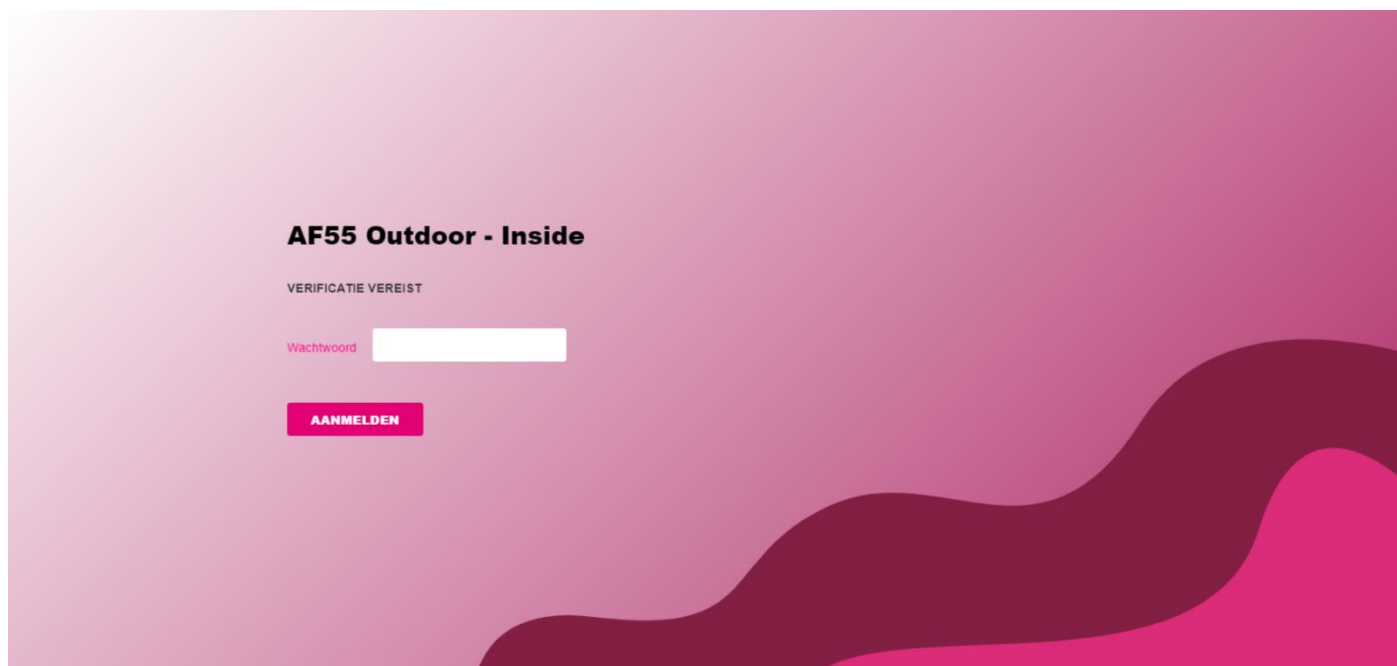 AF55 Outdoor - Inside
VERIFICATIE VEREIST
Wachtwoord
AANMELDEN